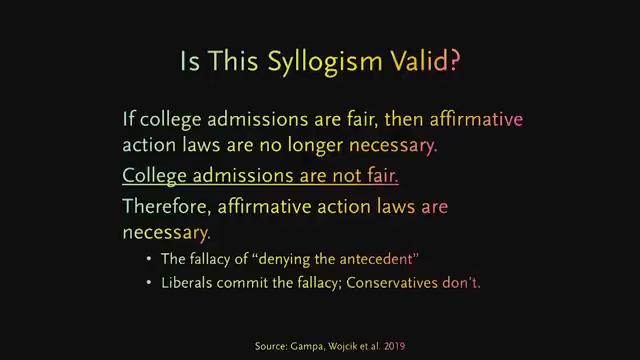 Is This Syllogism Valid?
If college admissions are fair, then affirmative
action laws are no longer necessary.
College admissions are not fair.
Therefore, affirmative action laws are
necessary.
• The fallacy of “denying the antecedent”
• Liberals commit the fallacy; Conservatives don't.
Source: Gampa, Wojcik et al. 2019